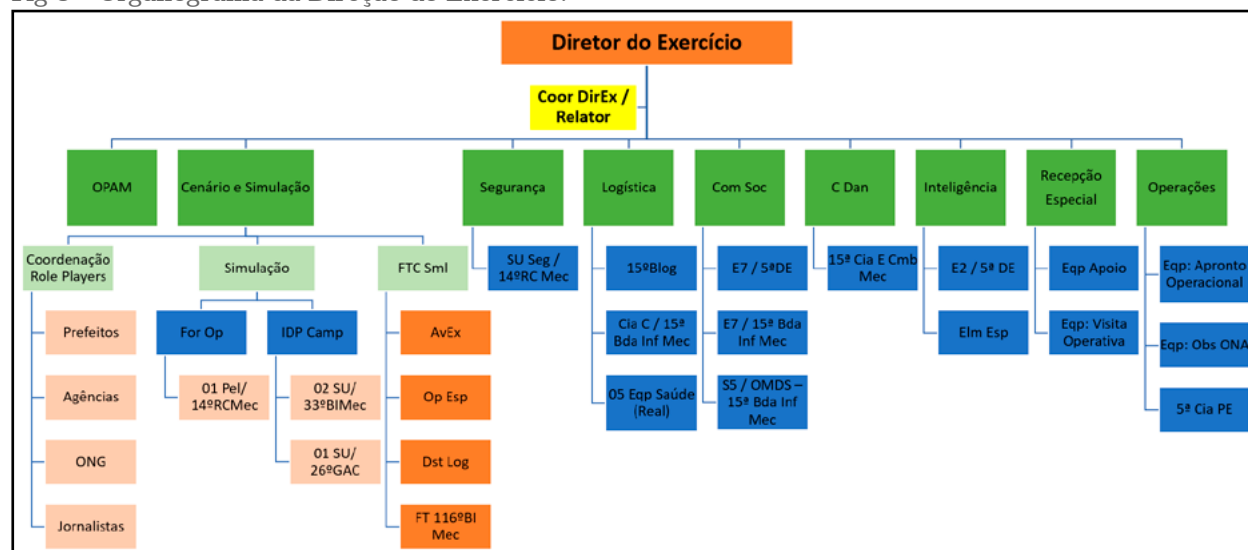 Diretor do Exercício
Coor DirEx /
Relator
OPAM
Cenário e Simulação
Segurança
Logística
Com Soc
C Dan
Inteligência
Recepção
Especial
Operações
Coordenação
Role Players
Simulação
FTC Sml
SU Seg /
14ºRC Mec
15ºBlog
E7 / 5ªDE
15ª Cia E Cmb
Mec
E2 / 5ª DE
Eqp Apoio
Eqp: Apronto
Operacional
Prefeitos
For Op
IDP Camp
AvEx
Cia C / 15ª
Bda Inf Mec
E7 / 15ª Bda
Inf Mec
Elm Esp
Eqp: Visita
Operativa
Eqp: Obs ONA
Agências
01 Pel/
14ºRCMec
02 SU/
33ºBIMec
Op Esp
05 Eqp Saúde
(Real)
S5 / OMDS –
15ª Bda Inf
Mec
5ª Cia PE
ONG
01 SU/
26ºGAC
Dst Log
Jornalistas
FT 116ºBI
Mec